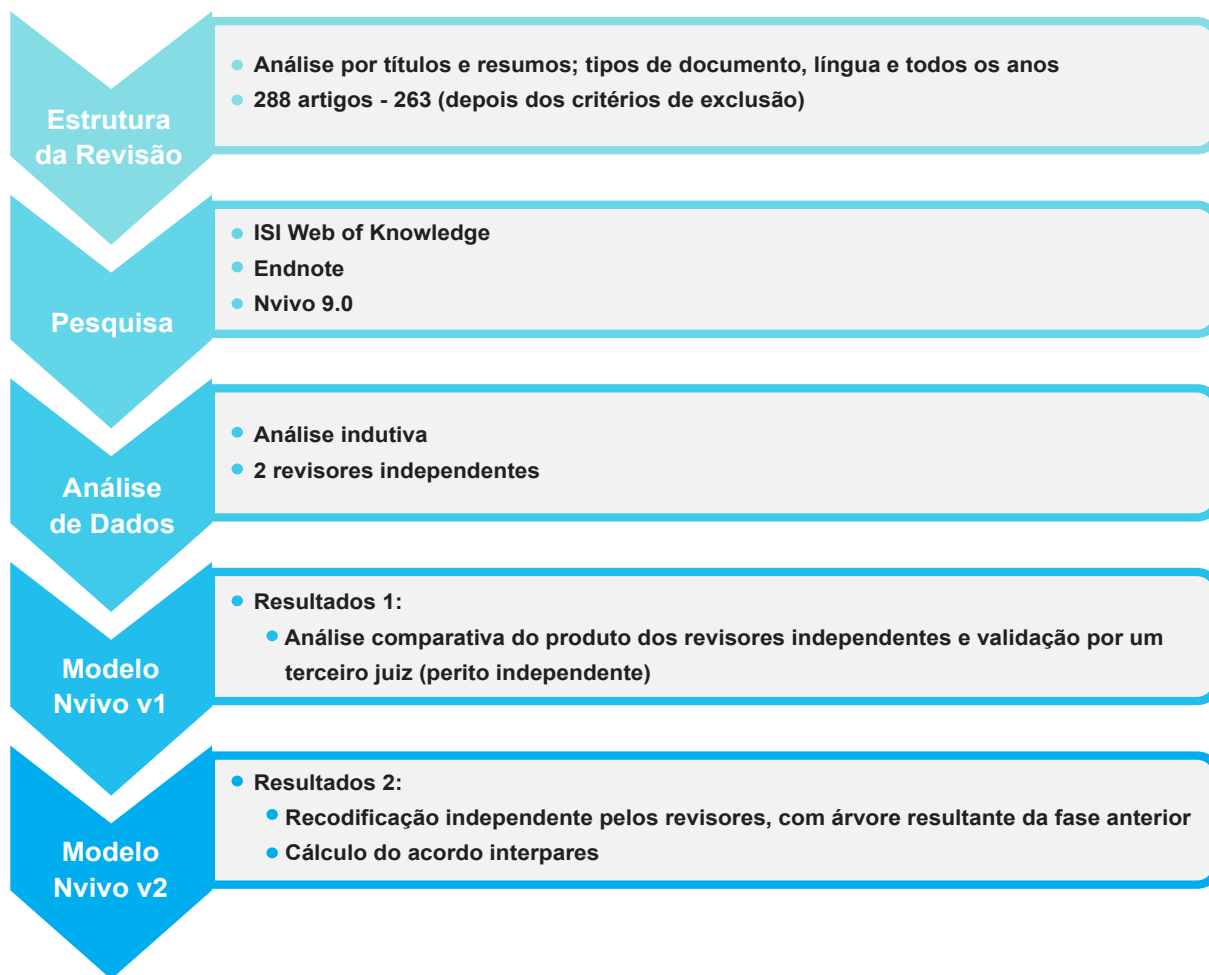 Estrutura
da Revisão
Análise por títulos e resumos; tipos de documento, língua e todos os anos
288 artigos - 263 (depois dos critérios de exclusão)
Pesquisa
ISI Web of Knowledge
Endnote
Nvivo 9.0
Análise
de Dados
Análise indutiva
2 revisores independentes
Modelo
Nvivo v1
Resultados 1:
Análise comparativa do produto dos revisores independentes e validação por um
terceiro juiz (perito independente)
Modelo
Nvivo v2
Resultados 2:
Recodificação independente pelos revisores, com árvore resultante da fase anterior
Cálculo do acordo interpares